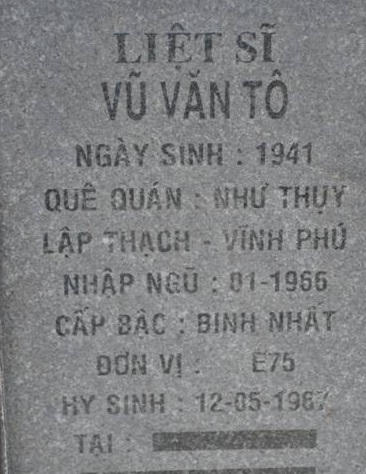 LIỆT SĨ
VŨ VĂN TÔ
NGÀY SINH : 1941
QUÊ QUÁN : NHƯ THỤY
LẬP THẠCH - VĨNH PHÚ
NHẬP NGŨ : 01-1966
CẤP BẬC : BINH NHẤT
ĐƠN VỊ : E75
HY SINH : 12-05-1967
TẠI :